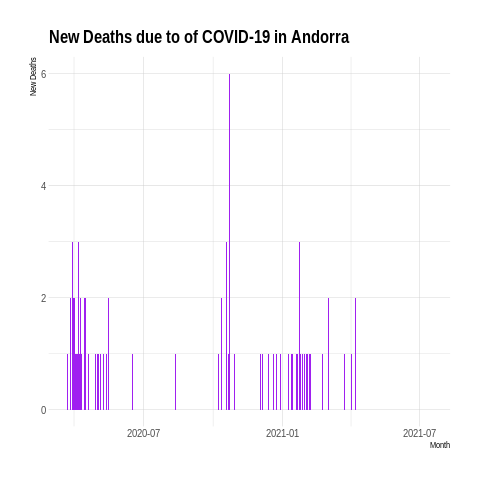 New Deaths due to of COVID-19 in Andorra
New Deaths
6
4
2
0
2020-07
2021-01
2021-07
Month